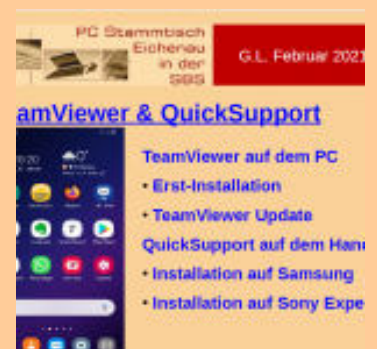 PC Stammtisch
Eichenau
in der
SBS
G.L. Februar 2021
amViewer & QuickSupport
TeamViewer auf dem PC
• Erst-Installation
• TeamViewer Update
QuickSupport auf dem Han
• Installation auf Samsung
• Installation auf Sony Expe